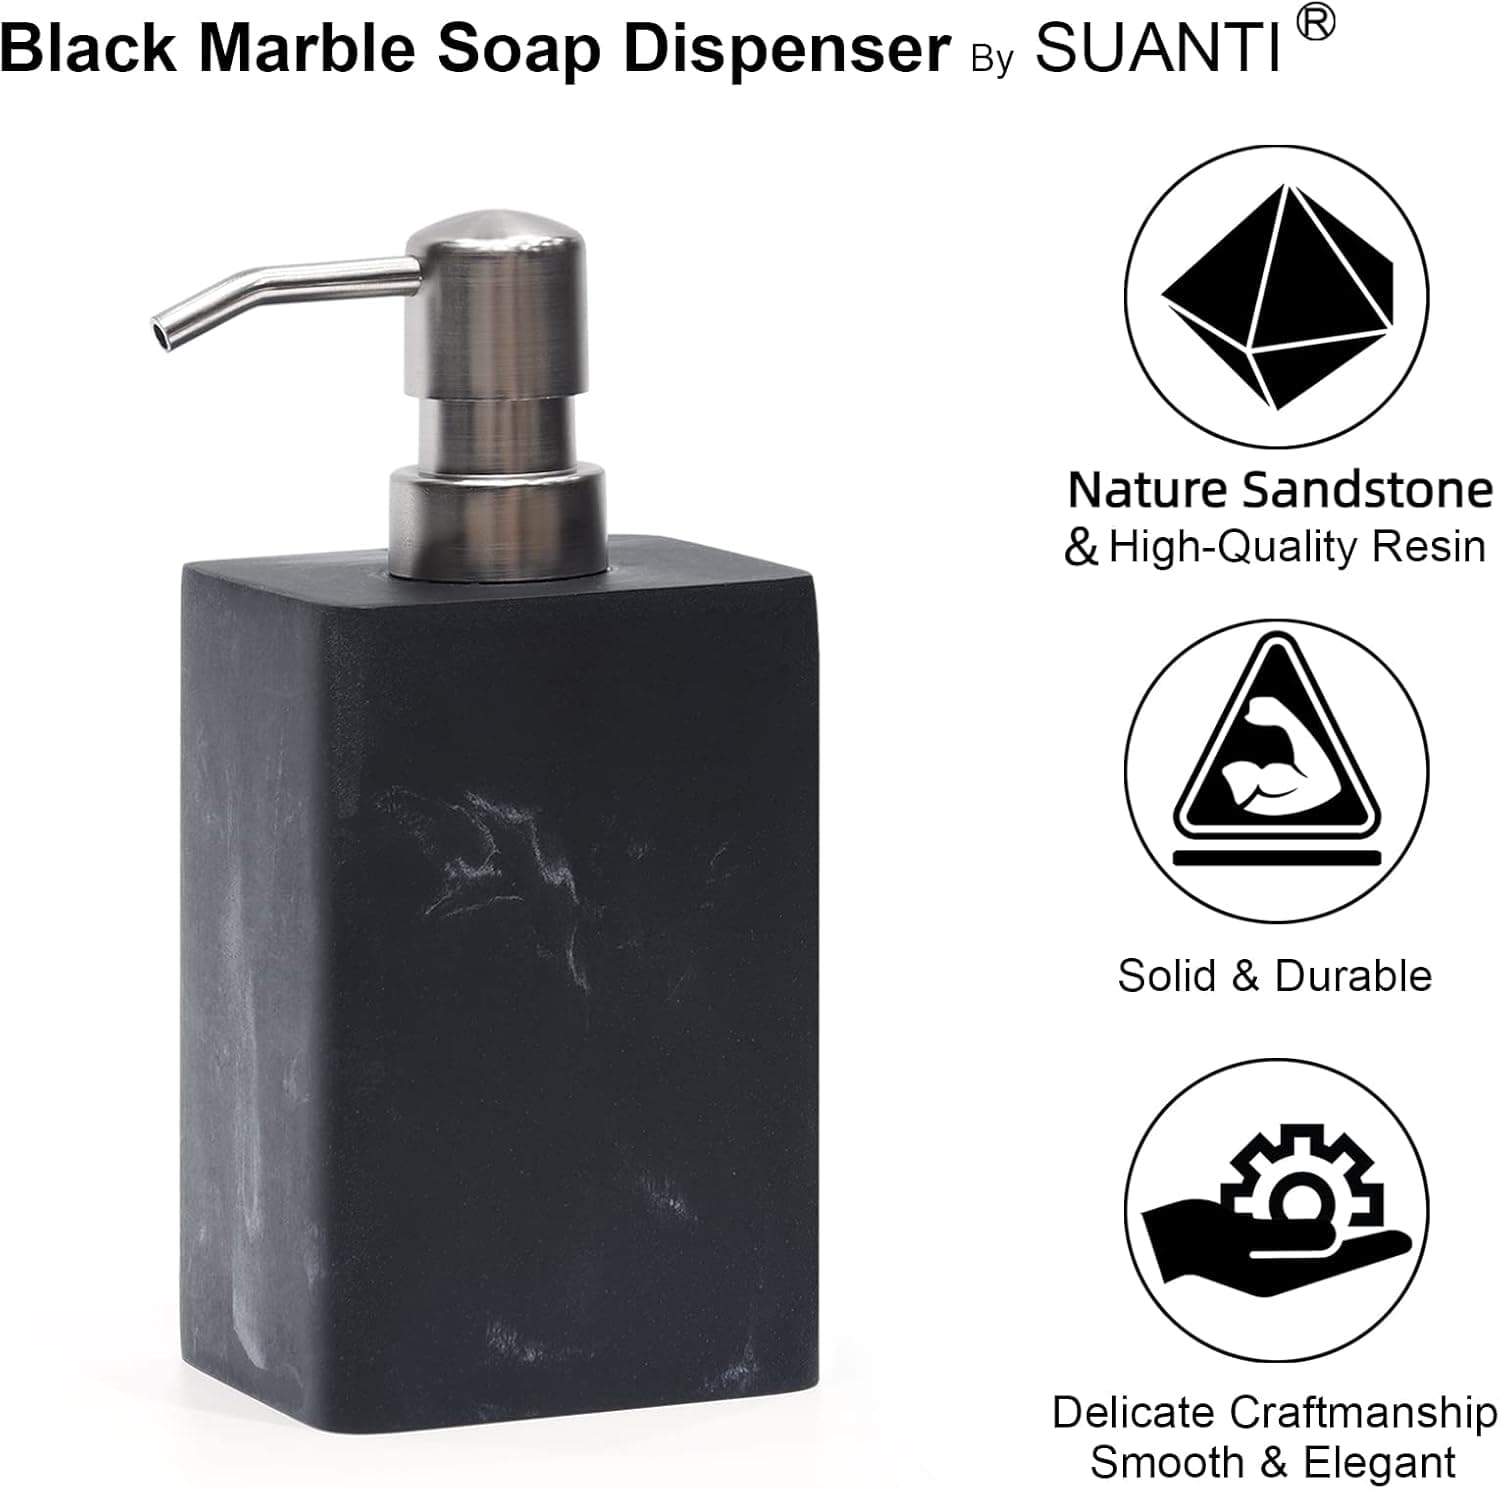 Black Marble Soap Dispenser By SUANTI®
Nature Sandstone
& High-Quality Resin
Solid & Durable
Delicate Craftmanship
Smooth & Elegant